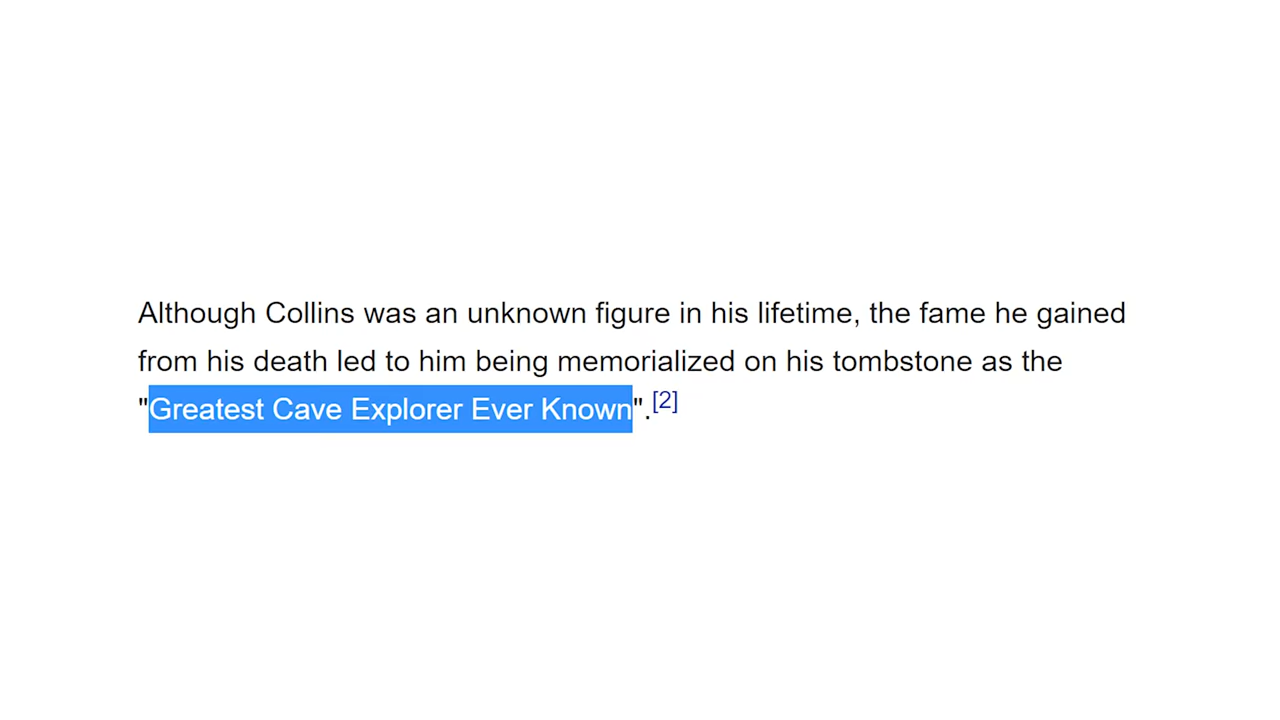 Although Collins was an unknown figure in his lifetime, the fame he gained
from his death led to him being memorialized on his tombstone as the
"Greatest Cave Explorer Ever Known".[2]